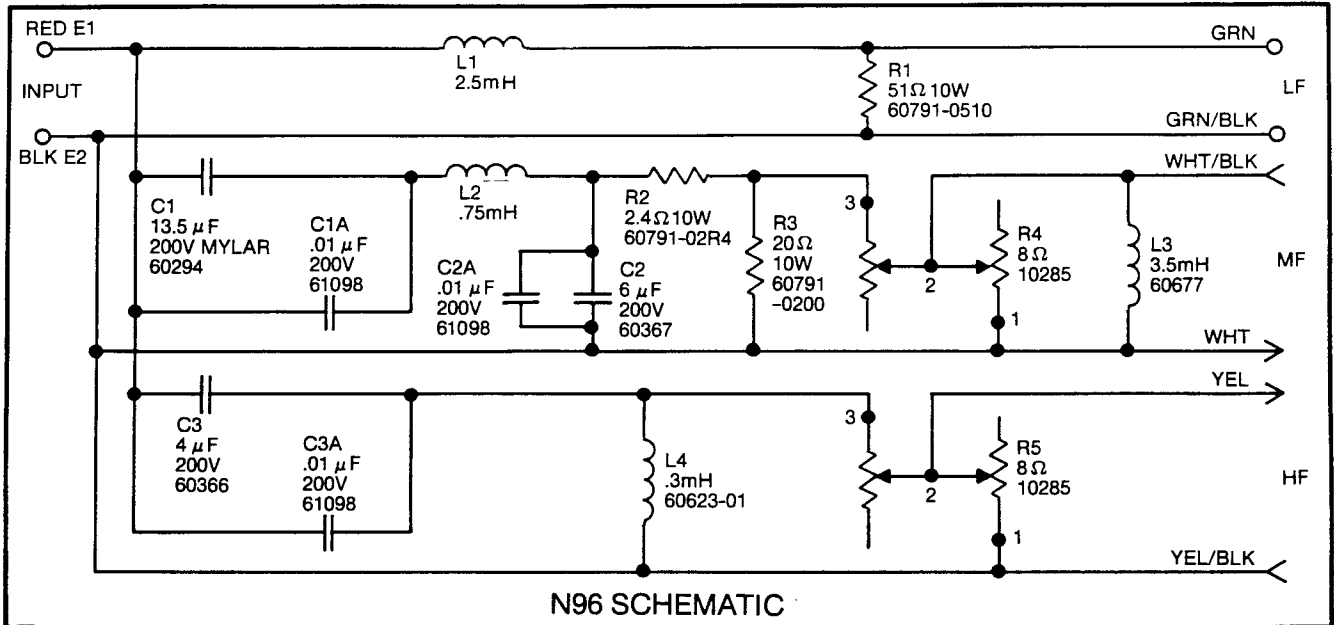 RED E1
INPUT
BLK E2
L1
2.5mH
R1
51Ω 10W
60791-0510
GRN
LF
GRN/BLK
WHT/BLK
C1
13.5 μF
200V MYLAR
60294
C1A
.01 μF
200V
61098
L2
.75mH
C2A
.01 μF
200V
61098
C2
6 μF
200V
60367
R2
2.4Ω 10W
60791-02R4
R3
20Ω
10W
60791
-0200
3
2
R4
8Ω
10285
1
L3
3.5mH
60677
MF
WHT
YEL
C3
4 μF
200V
60366
C3A
.01 μF
200V
61098
L4
.3mH
60623-01
3
2
R5
8Ω
10285
1
HF
YEL/BLK
N96 SCHEMATIC